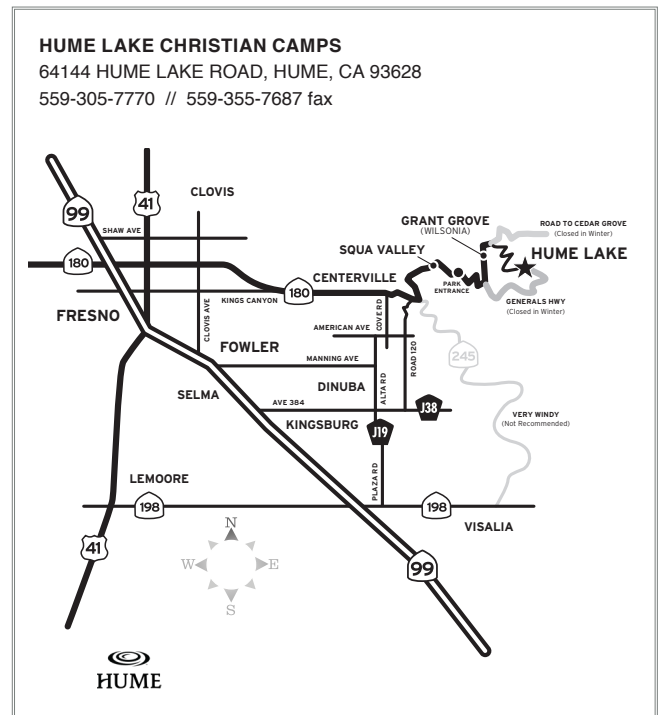 HUME LAKE CHRISTIAN CAMPS
64144 HUME LAKE ROAD, HUME, CA 93628
559-305-7770 // 559-355-7687 fax
99
41
CLOVIS
SHAW AVE
180
GRANT GROVE
(WILSONIA)
ROAD TO CEDAR GROVE
(Closed in Winter)
SQUA VALLEY
HUME LAKE
CENTERVILLE
PARK
ENTRANCE
KINGS CANYON
180
GENERALS HWY
(Closed in Winter)
FRESNO
CLOVIS AVE
COVE RD
AMERICAN AVE
FOWLER
ROAD 120
245
MANNING AVE
SELMA
DINUBA
ALTA RD
AVE 384
J38
KINGSBURG
J19
VERY WINDY
(Not Recommended)
LEMOORE
PLAZA RD
198
198
VISALIA
41
N
W
E
S
99
HUME